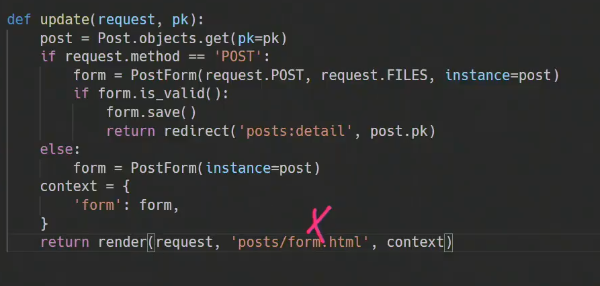 def update(request, pk):
    post = Post.objects.get(pk=pk)
    if request.method == 'POST':
        form = PostForm(request.POST, request.FILES, instance=post)
        if form.is_valid():
            form.save()
            return redirect('posts:detail', post.pk)
    else:
        form = PostForm(instance=post)
    context = {
        'form': form,
    }
    return render(request, 'posts/form.html', context)